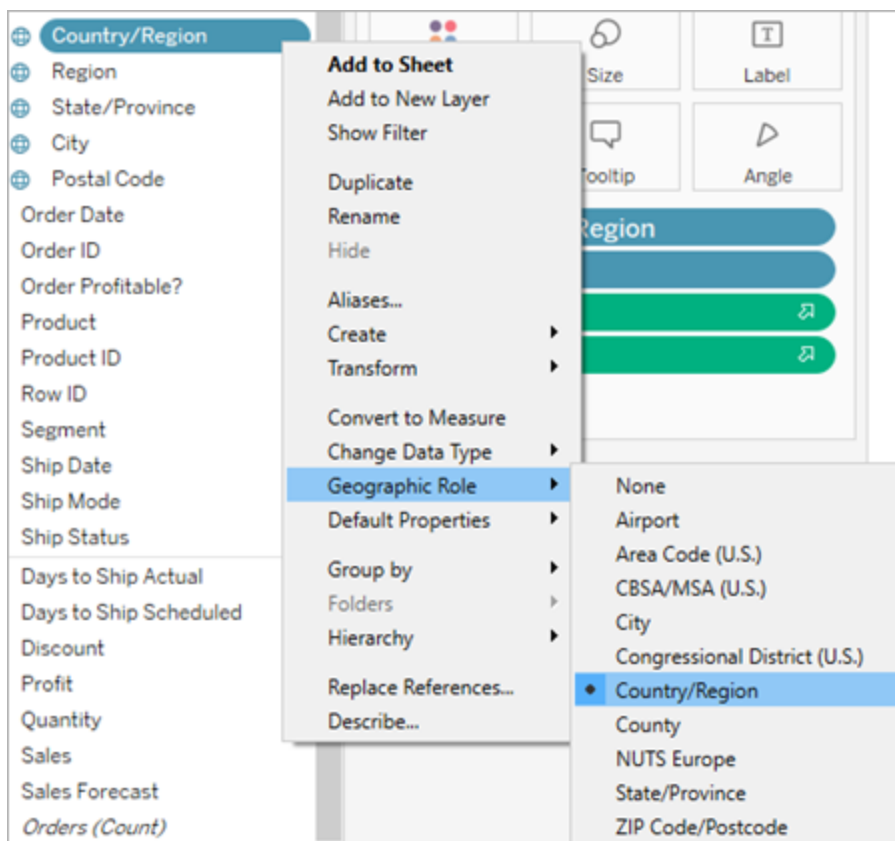 Country/Region
Region
State/Province
City
Postal Code
Order Date
Order ID
Order Profitable?
Product
Product ID
Row ID
Segment
Ship Date
Ship Mode
Ship Status
Days to Ship Actual
Days to Ship Scheduled
Discount
Profit
Quantity
Sales
Sales Forecast
Orders (Count)
Add to Sheet
Add to New Layer
Show Filter
Duplicate
Rename
Hide
Aliases...
Create
Transform
Convert to Measure
Change Data Type
Geographic Role
Default Properties
Group by
Folders
Hierarchy
Replace References...
Describe...
Size
T
Label
ooltip
Angle
Region
None
Airport
Area Code (U.S.)
CBSA/MSA (U.S.)
City
Congressional District (U.S.)
Country/Region
County
NUTS Europe
State/Province
ZIP Code/Postcode